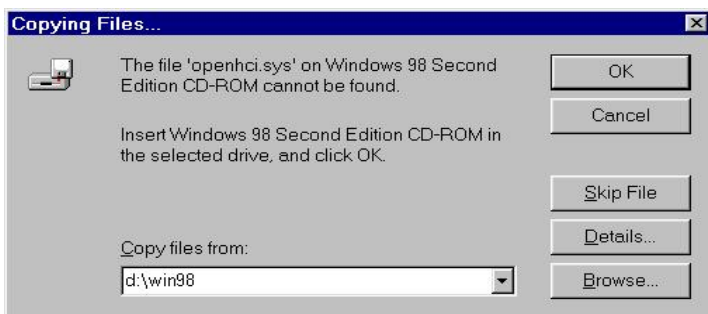 Copying Files...
The file 'openhci.sys' on Windows 98 Second
Edition CD-ROM cannot be found.
Insert Windows 98 Second Edition CD-ROM in
the selected drive, and click OK.
Copy files from:
d:\win98
OK
Cancel
Skip File
Details...
Browse...